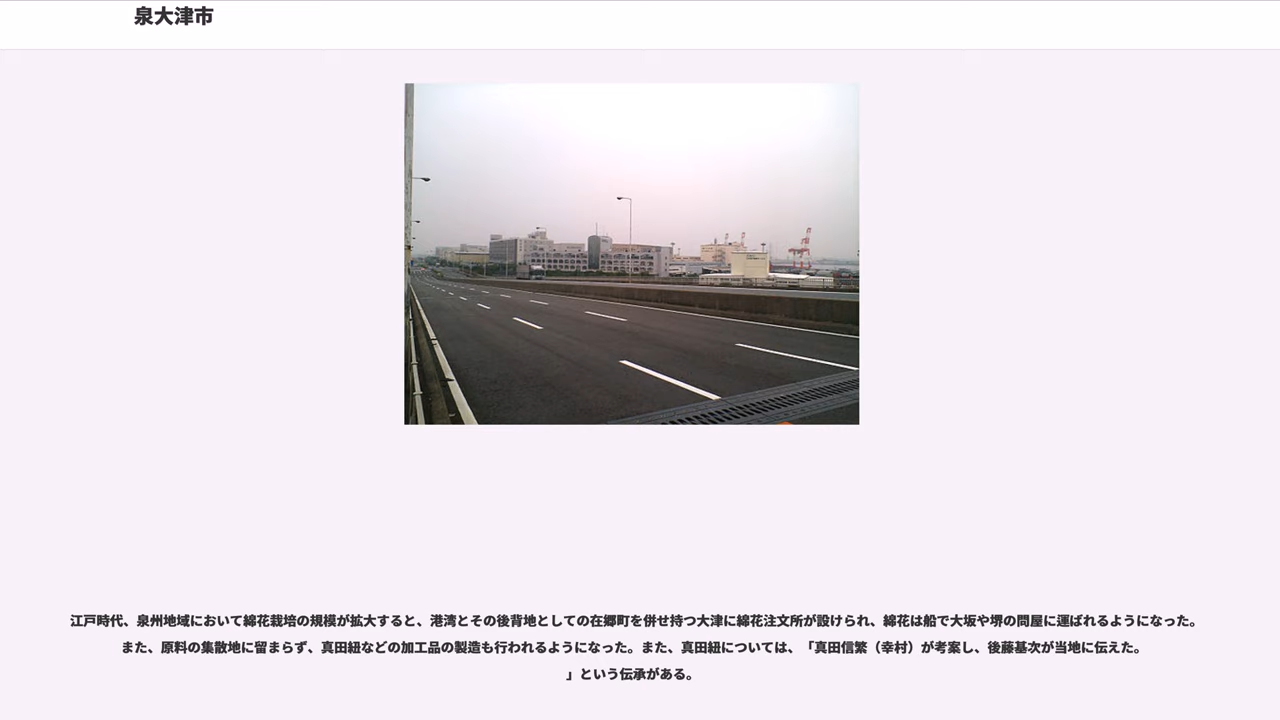 泉大津市
江戸時代、泉州地域において綿花栽培の規模が拡大すると、港湾とその後背地としての在郷町を併せ持つ大津に綿花注文所が設けられ、綿花は船で大坂や堺の問屋に運ばれるようになった。
また、原料の集散地に留まらず、真田紐などの加工品の製造も行われるようになった。また、真田紐については、「真田信繁（幸村）が考案し、後藤基次が当地に伝えた。
」という伝承がある。